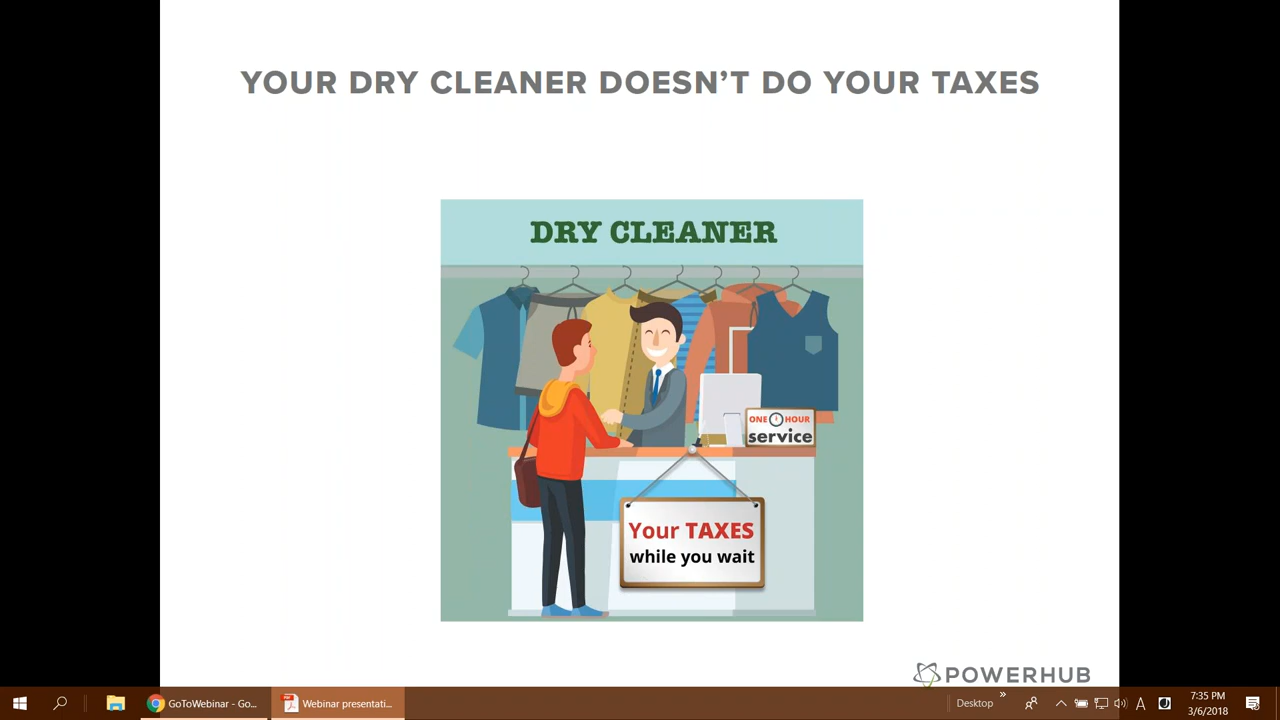 YOUR DRY CLEANER DOESN'T DO YOUR TAXES
DRY CLEANER
ONE HOUR
service
Your TAXES
while you wait
POWERHUB
GoToWebinar - Go...
Webinar presentati...
Desktop
»
A
7:35 PM
3/6/2018